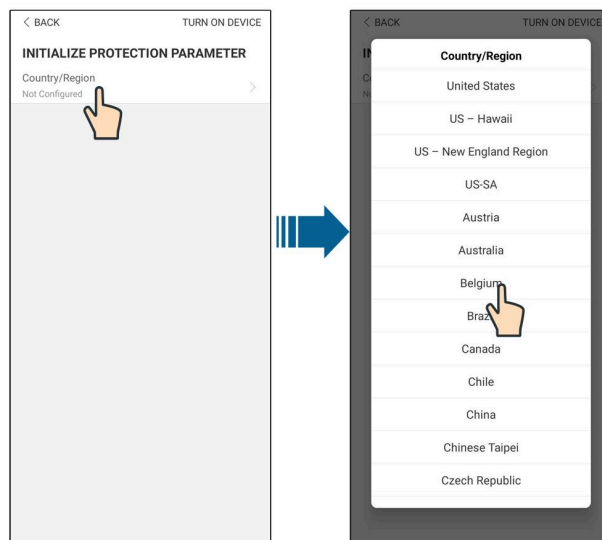 < BACK TURN ON DEVICE
INITIALIZE PROTECTION PARAMETER
Country/Region
Not Configured
< BACK TURN ON DEVICE
Country/Region
United States
US – Hawaii
US – New England Region
US-SA
Austria
Australia
Belgium
Canada
Chile
China
Chinese Taipei
Czech Republic